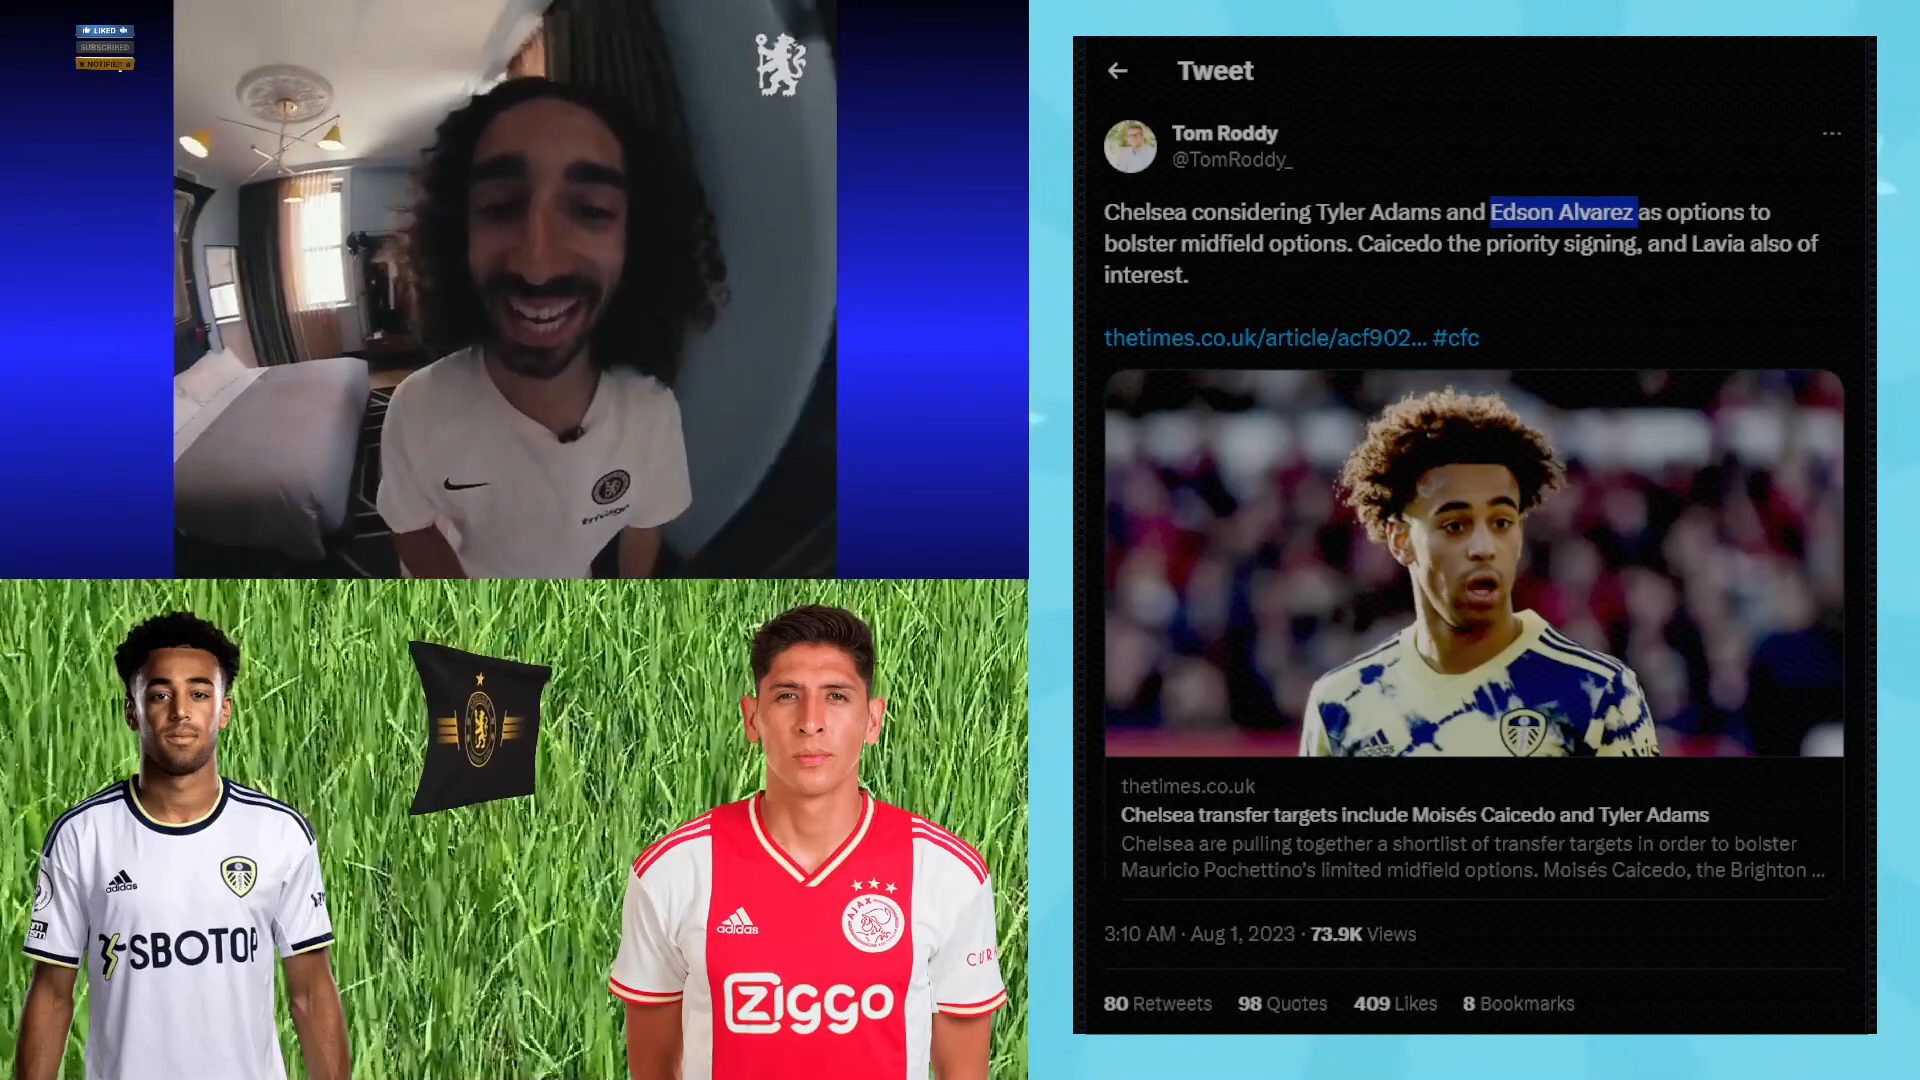 LIKED
SUBSCRIBED
NOTIFIED
trivago
adidas
SBOTOP
AJAX
adidas
CUR
ziggo
Tweet
Tom Roddy
@TomRoddy_
Chelsea considering Tyler Adams and Edson Alvarez as options to
bolster midfield options. Caicedo the priority signing, and Lavia also of
interest.
thetimes.co.uk/article/acf902... #cfc
adidas
thetimes.co.uk
Chelsea transfer targets include Moisés Caicedo and Tyler Adams
Chelsea are pulling together a shortlist of transfer targets in order to bolster
Mauricio Pochettino's limited midfield options. Moisés Caicedo, the Brighton ...
3:10 AM · Aug 1, 2023 · 73.9K Views
80 Retweets 98 Quotes 409 Likes 8 Bookmarks